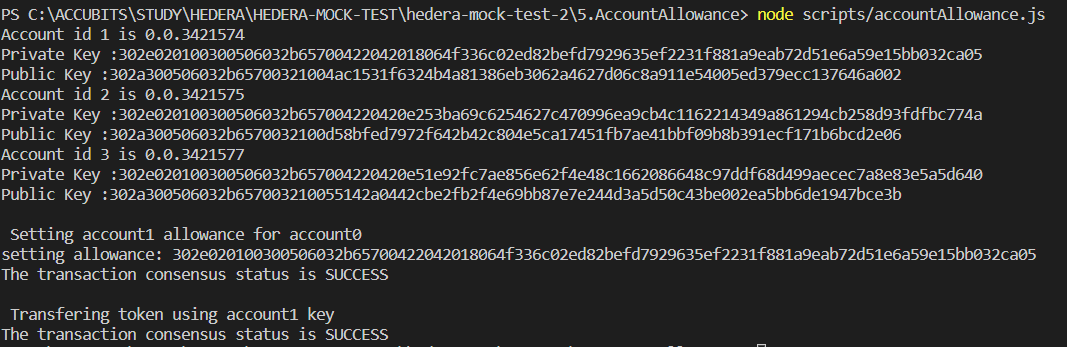 PS C:\ACCUBITS\STUDY\HEDERA\HEDERA-MOCK-TEST\hedera-mock-test-2\5.AccountAllowance> node scripts/accountAllowance.js
Account id 1 is 0.0.3421574
Private Key :302e020100300506032b65700422042018064f336c02ed82befd7929635ef2231f881a9eab72d51e6a59e15bb032ca05
Public Key :302a300506032b65700321004ac1531f6324b4a81386eb3062a4627d06c8a911e54005ed379ecc137646a002
Account id 2 is 0.0.3421575
Private Key :302e020100300506032b657004220420e253ba69c6254627c470996ea9cb4c1162214349a861294cb258d93fdfbc774a
Public Key :302a300506032b6570032100d58bfed7972f642b42c804e5ca17451fb7ae41bbf09b8b391ecf171b6bcd2e06
Account id 3 is 0.0.3421577
Private Key :302e020100300506032b657004220420e51e92fc7ae856e62f4e48c1662086648c97ddf68d499aecec7a8e83e5a5d640
Public Key :302a300506032b657003210055142a0442cbe2fb2f4e69bb87e7e244d3a5d50c43be002ea5bb6de1947bce3b
Setting account1 allowance for account0
setting allowance: 302e020100300506032b65700422042018064f336c02ed82befd7929635ef2231f881a9eab72d51e6a59e15bb032ca05
The transaction consensus status is SUCCESS
Transfering token using account1 key
The transaction consensus status is SUCCESS